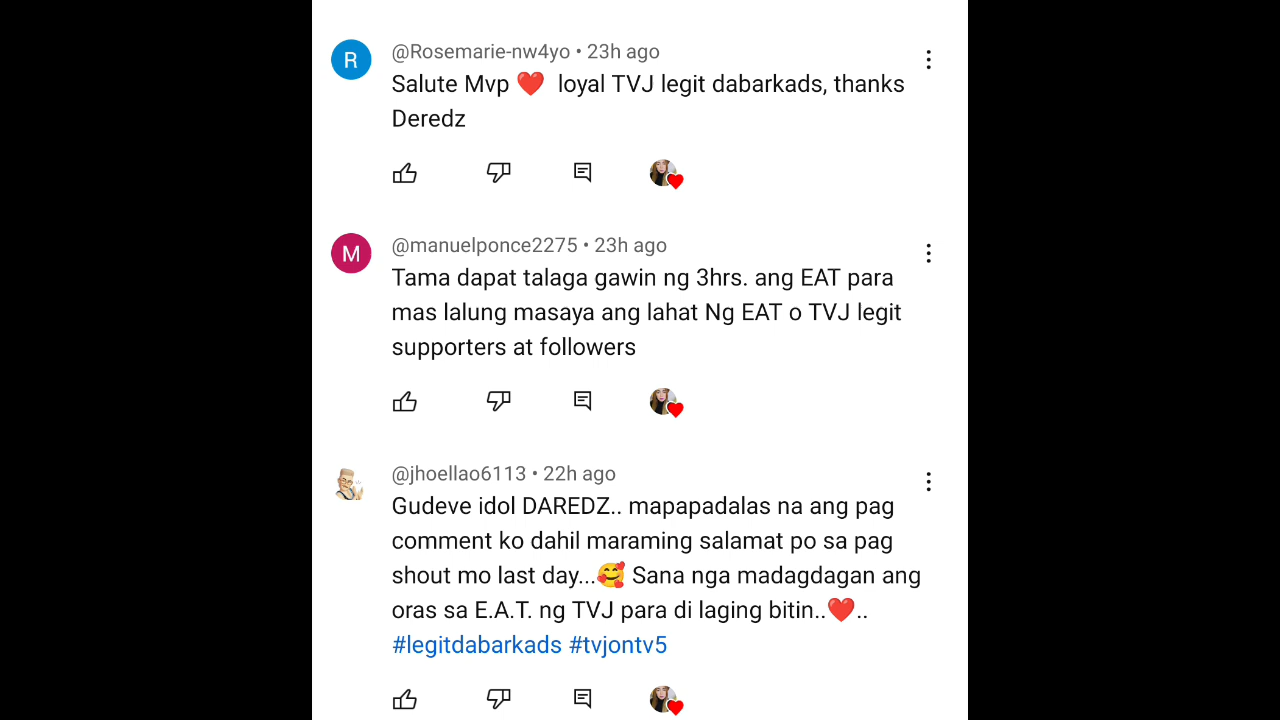 R
@Rosemarie-nw4yo • 23h ago
Salute Mvp ❤️ loyal TVJ legit dabarkads, thanks
Deredz
M
@manuelponce2275 • 23h ago
Tama dapat talaga gawin ng 3hrs. ang EAT para
mas lalung masaya ang lahat Ng EAT o TVJ legit
supporters at followers
@jhoellao6113 • 22h ago
Gudeve idol DAREDZ.. mapapadalas na ang pag
comment ko dahil maraming salamat po sa pag
shout mo last day...🥰 Sana nga madagdagan ang
oras sa E.A.T. ng TVJ para di laging bitin..❤️..
#legitdabarkads #tvjontv5